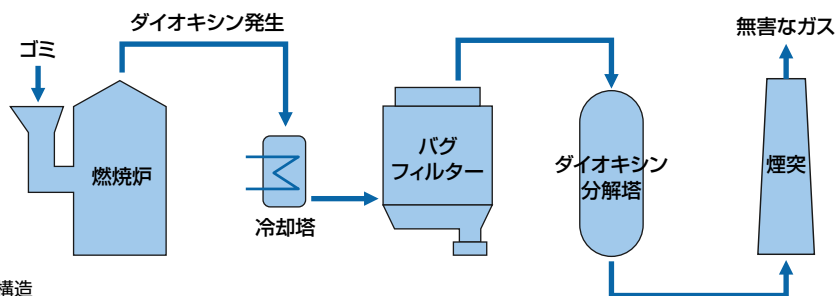 ダイオキシン発生
ゴミ
無害なガス
燃焼炉
冷却塔
バグ
フィルター
ダイオキシン
分解塔
煙突
構造